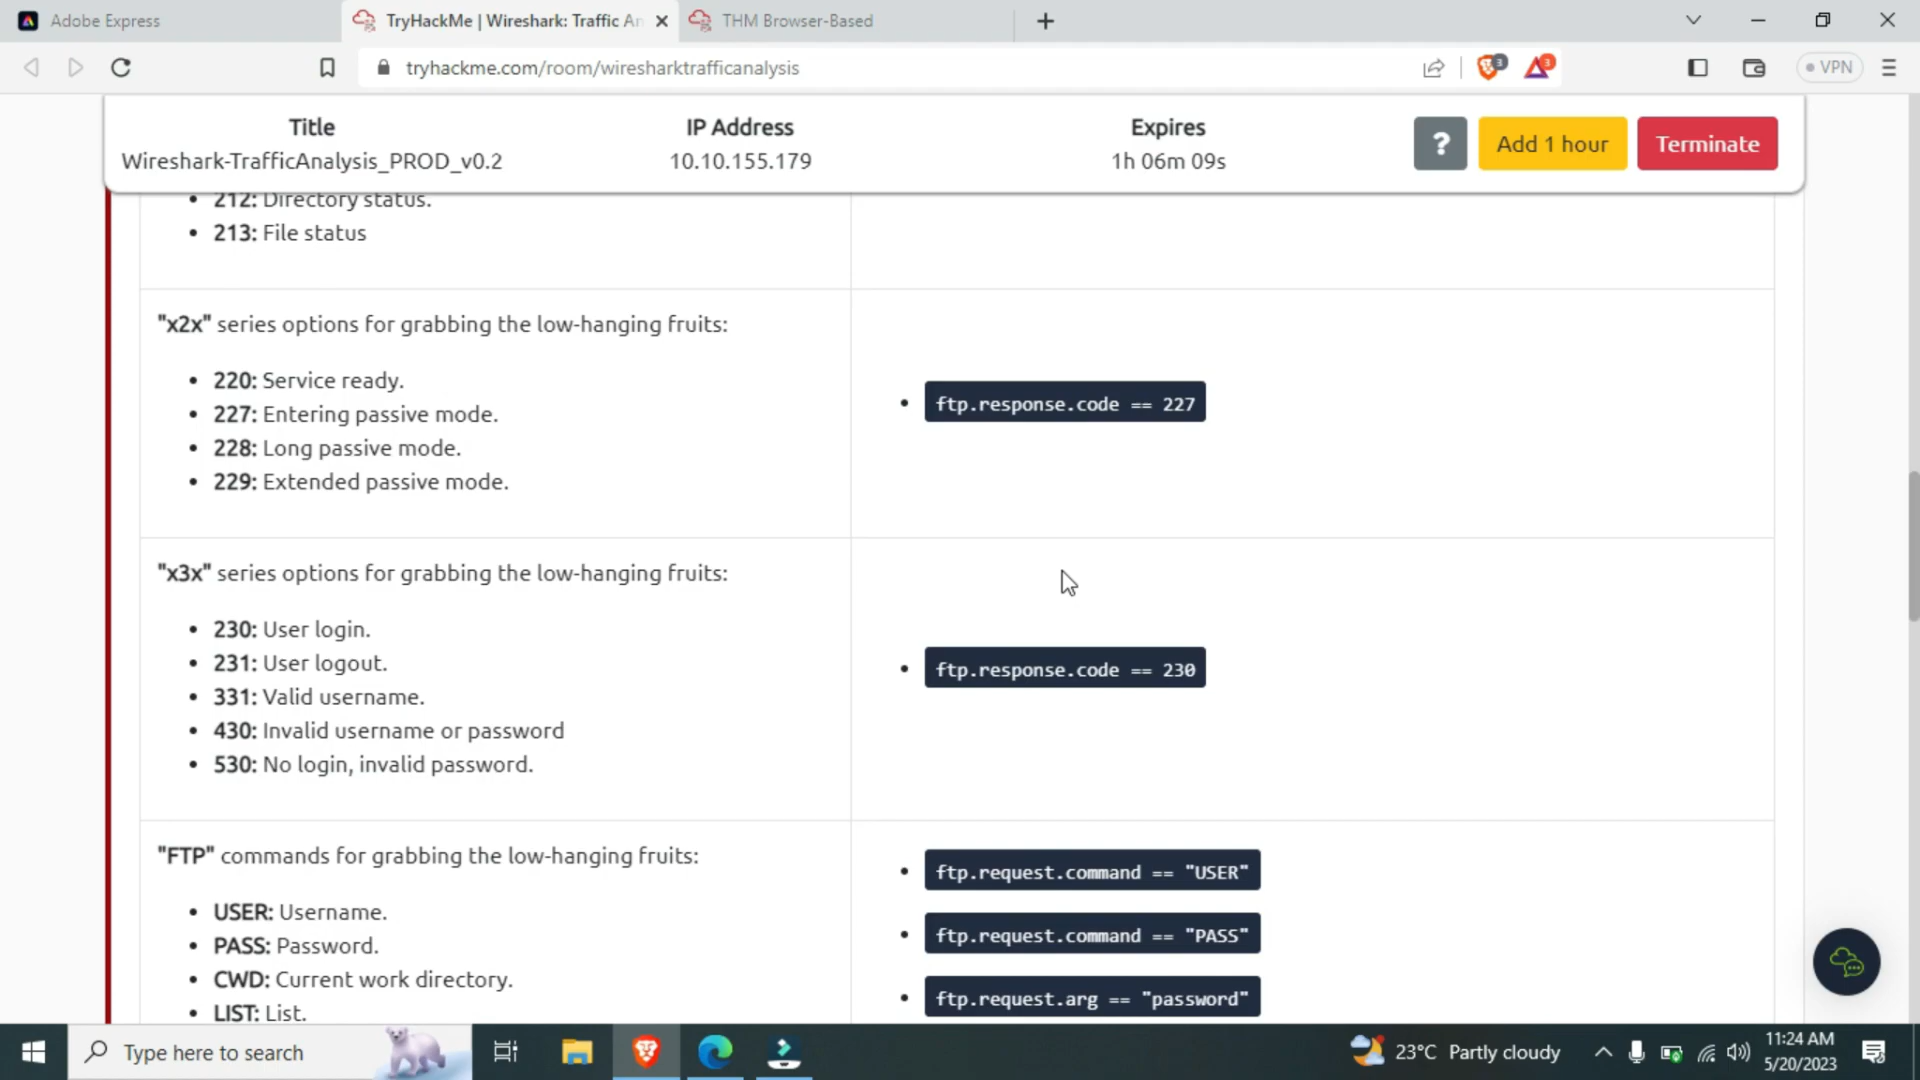 Adobe Express
TryHackMe | Wireshark: Traffic An
THM Browser-Based
tryhackme.com/room/wiresharktrafficanalysis
3
3
VPN
Title
IP Address
Expires
Wireshark-TrafficAnalysis_PROD_v0.2
10.10.155.179
1h 06m 09s
?
Add 1 hour
Terminate
212: Directory status.
213: File status
"x2x" series options for grabbing the low-hanging fruits:
220: Service ready.
227: Entering passive mode.
228: Long passive mode.
229: Extended passive mode.
ftp.response.code == 227
"x3x" series options for grabbing the low-hanging fruits:
230: User login.
231: User logout.
331: Valid username.
430: Invalid username or password
530: No login, invalid password.
ftp.response.code == 230
"FTP" commands for grabbing the low-hanging fruits:
USER: Username.
PASS: Password.
CWD: Current work directory.
LIST: List.
ftp.request.command == "USER"
ftp.request.command == "PASS"
ftp.request.arg == "password"
Type here to search
23°C Partly cloudy
11:24 AM
5/20/2023